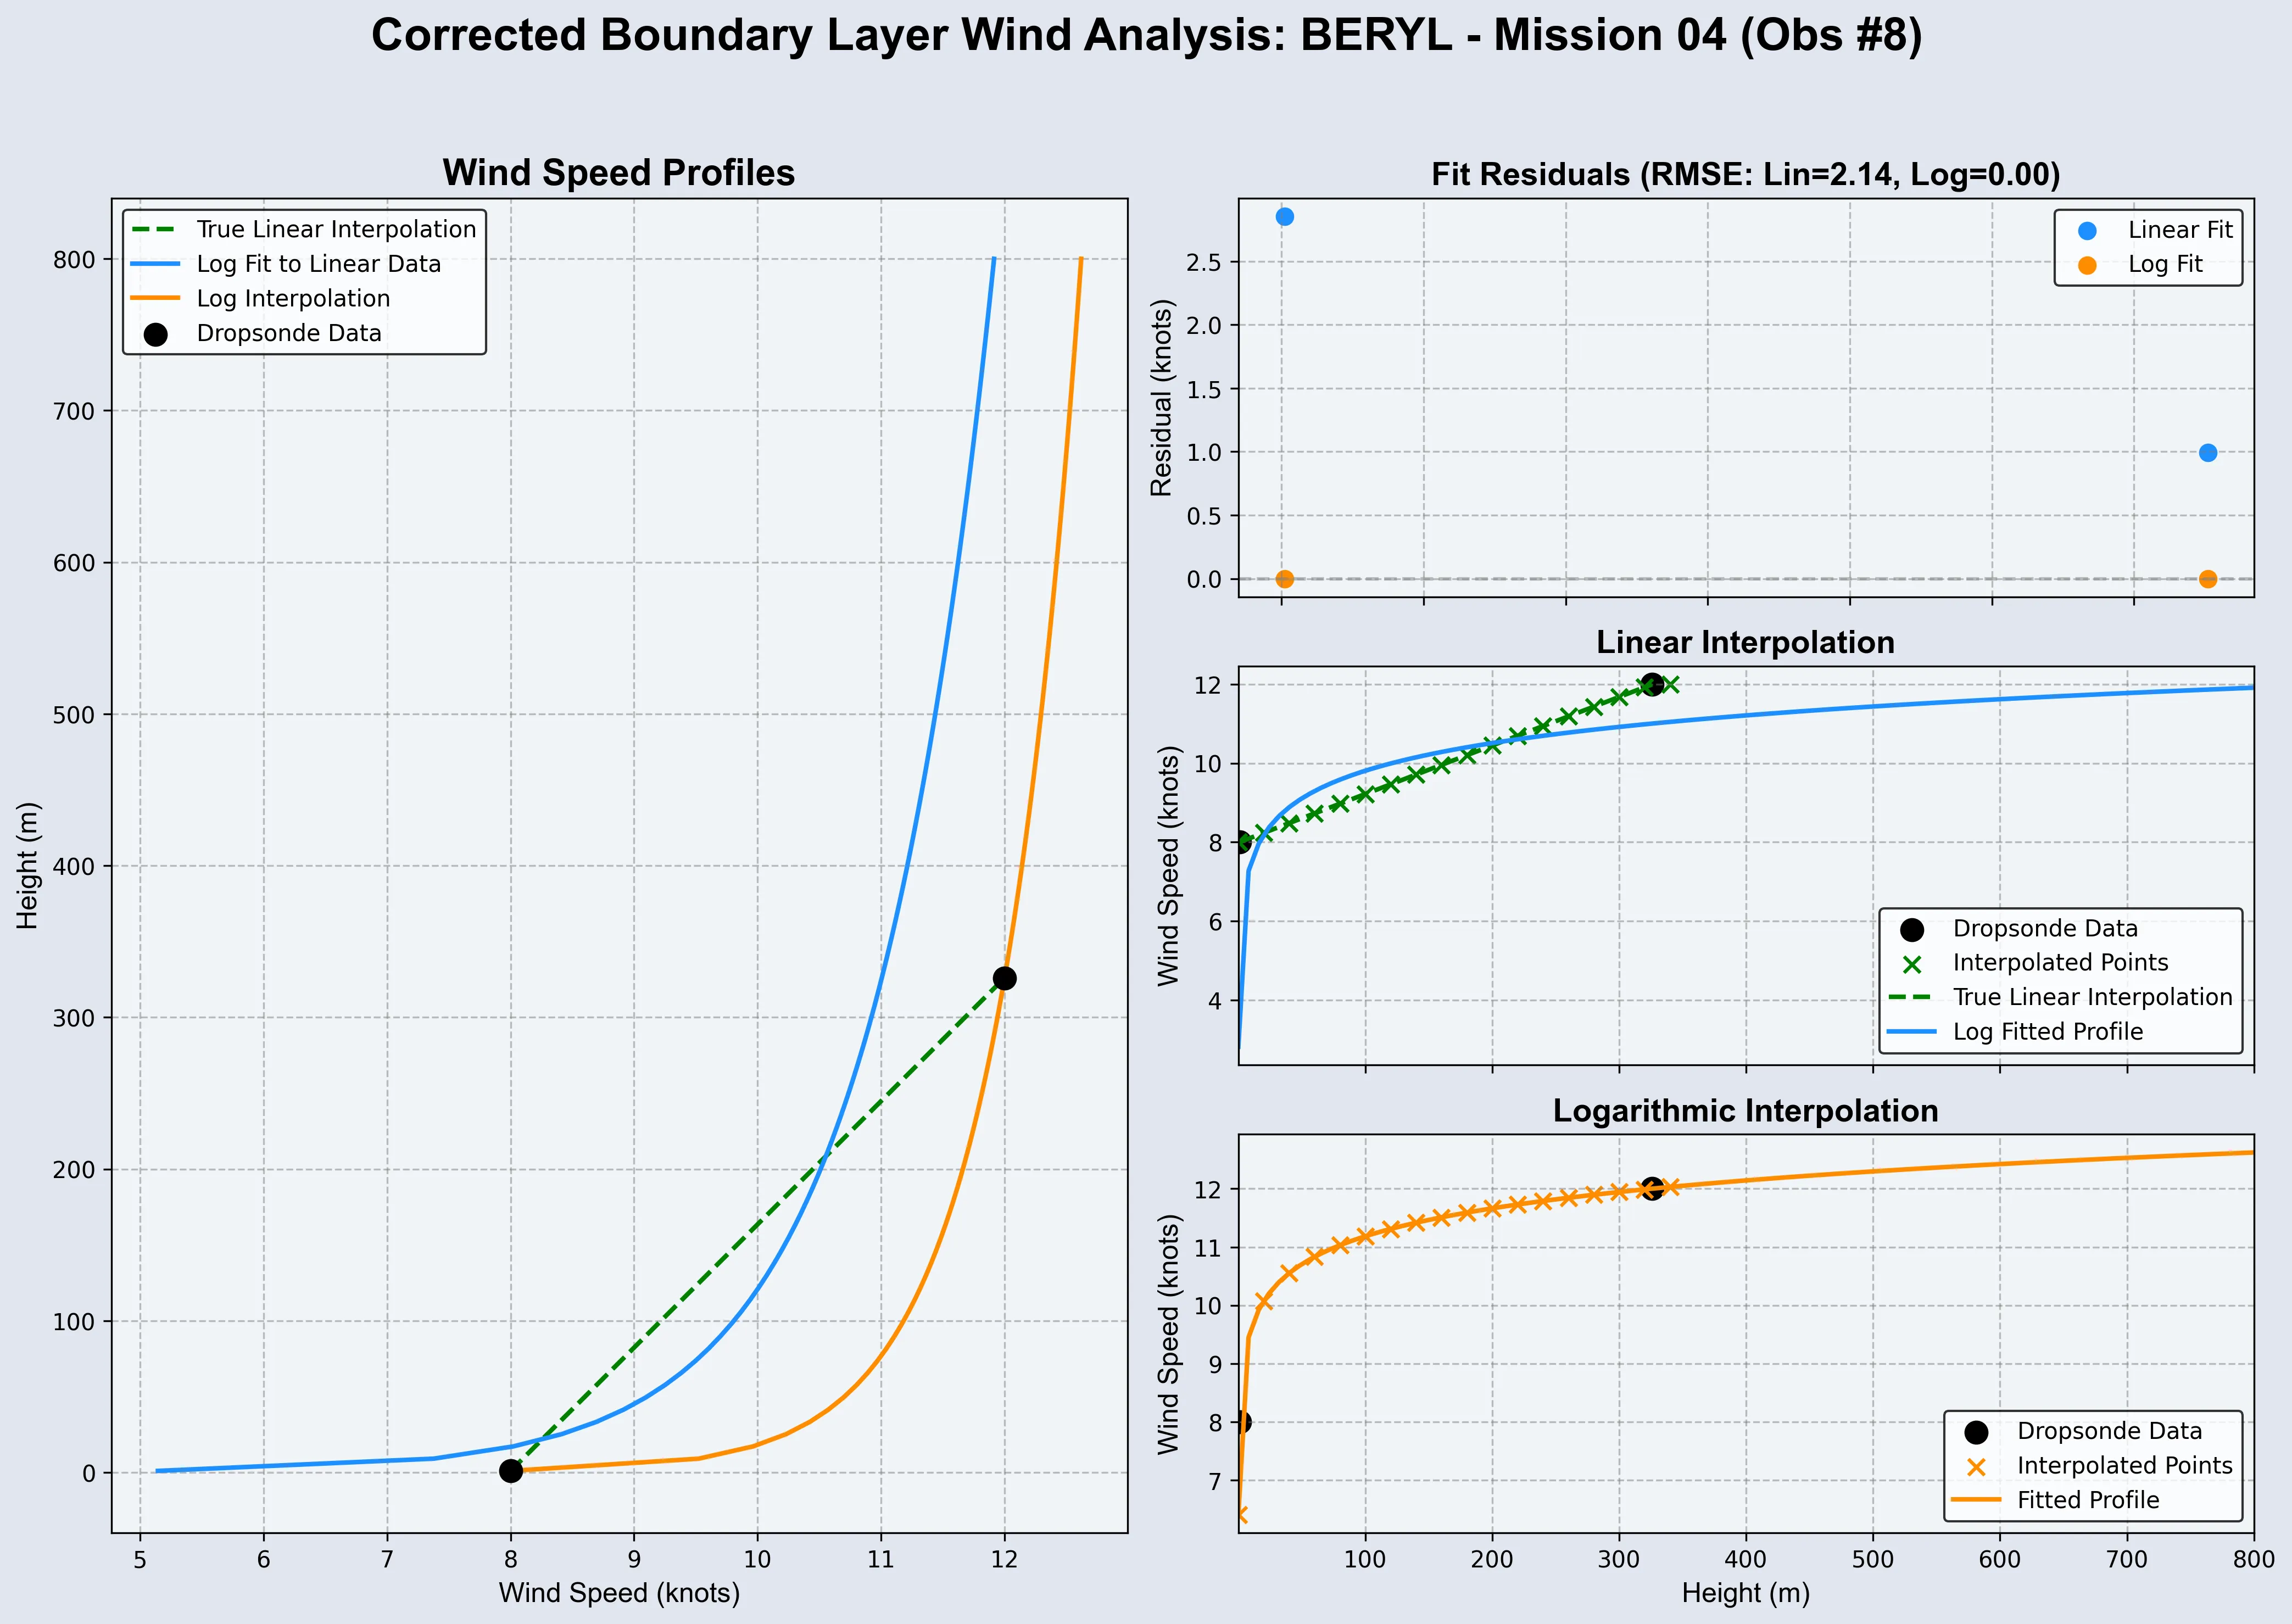 Corrected Boundary Layer Wind Analysis: BERYL - Mission 04 (Obs #8)
Wind Speed Profiles
True Linear Interpolation
Log Fit to Linear Data
Log Interpolation
Dropsonde Data
800
700
600
500
400
300
200
100
0
Height (m)
5 6 7 8 9 10 11 12
Wind Speed (knots)
Fit Residuals (RMSE: Lin=2.14, Log=0.00)
Linear Fit
Log Fit
2.5
2.0
1.5
1.0
0.5
0.0
Residual (knots)
Linear Interpolation
12
10
8
6
4
Wind Speed (knots)
Dropsonde Data
Interpolated Points
True Linear Interpolation
Log Fitted Profile
Logarithmic Interpolation
12
11
10
9
8
7
Wind Speed (knots)
Dropsonde Data
Interpolated Points
Fitted Profile
100 200 300 400 500 600 700 800
Height (m)